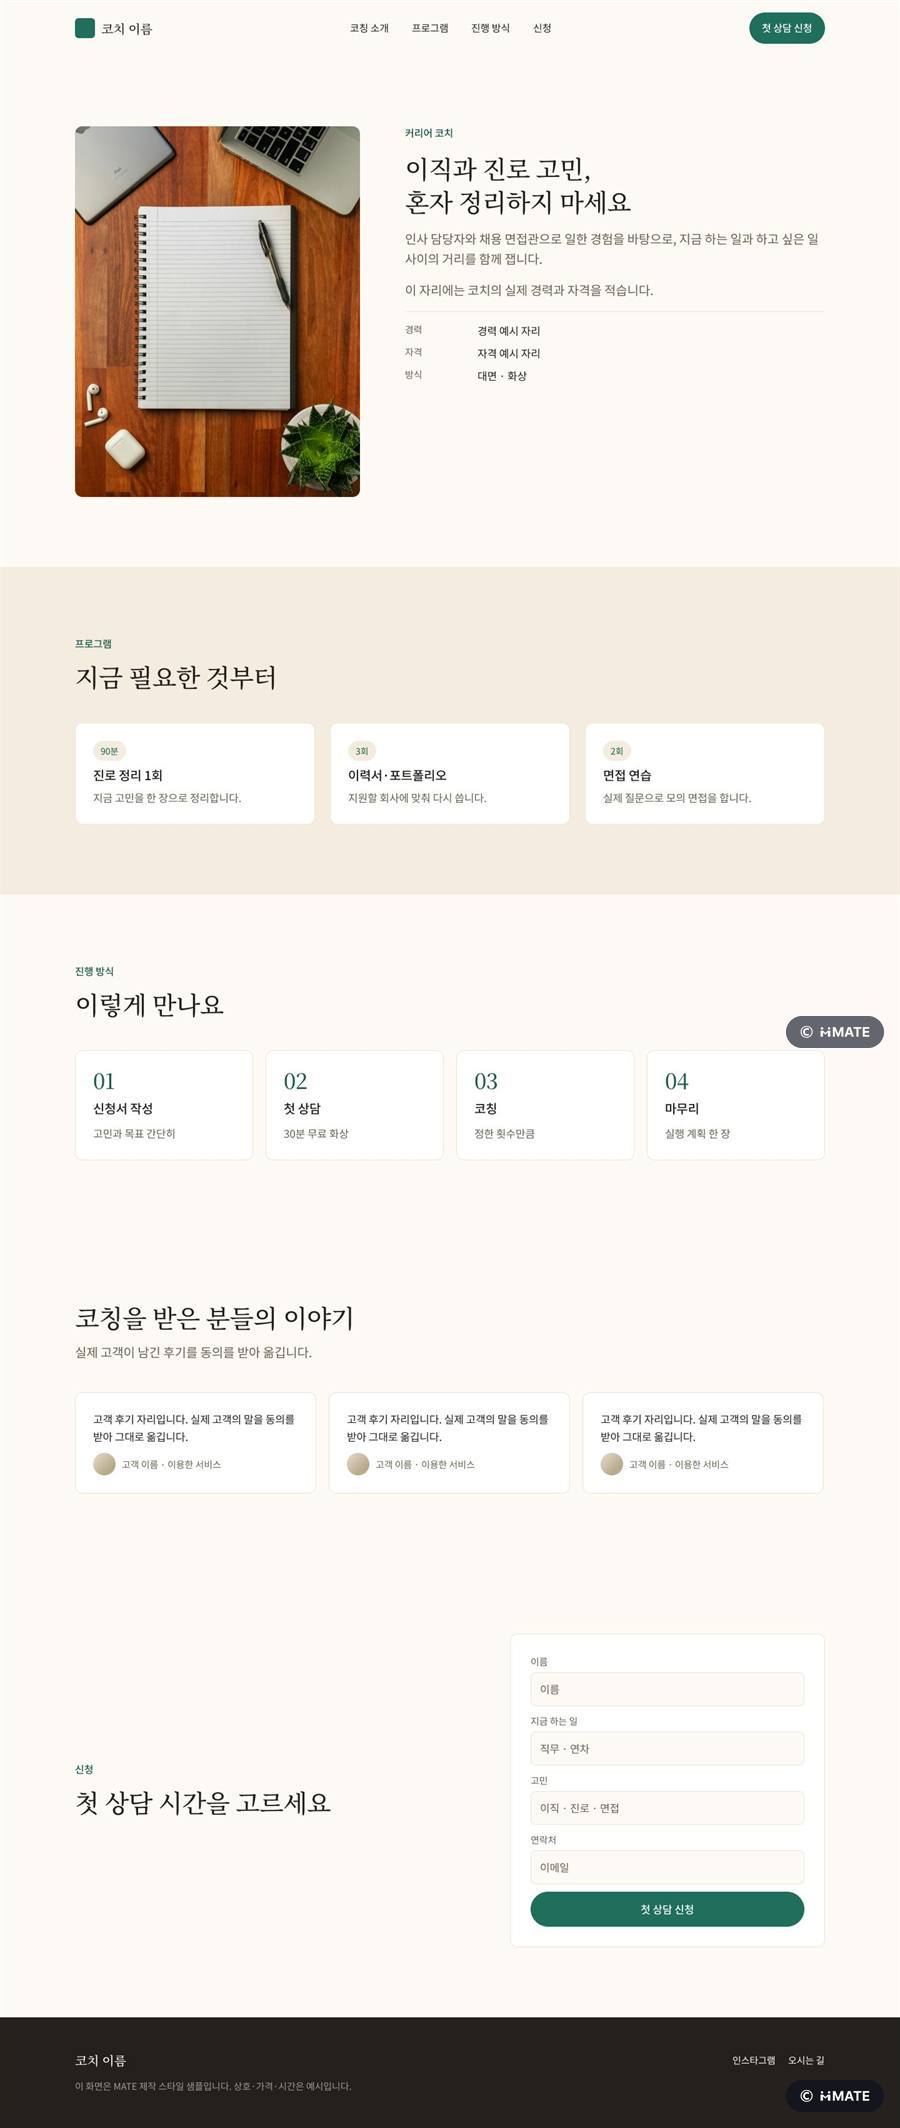 코치 이름
코칭 소개
프로그램
진행 방식
신청
첫 상담 신청
커리어 코치
이직과 진로 고민,
혼자 정리하지 마세요
인사 담당자와 채용 면접관으로 일한 경험을 바탕으로, 지금 하는 일과 하고 싶은 일
사이의 거리를 함께 잽니다.
이 자리에는 코치의 실제 경력과 자격을 적습니다.
경력 경력 예시 자리
자격 자격 예시 자리
방식 대면 · 화상
프로그램
지금 필요한 것부터
90분
진로 정리 1회
지금 고민을 한 장으로 정리합니다.
3회
이력서·포트폴리오
지원할 회사에 맞춰 다시 씁니다.
2회
면접 연습
실제 질문으로 모의 면접을 합니다.
진행 방식
이렇게 만나요
© MATE
01
신청서 작성
고민과 목표 간단히
02
첫 상담
30분 무료 화상
03
코칭
정한 횟수만큼
04
마무리
실행 계획 한 장
코칭을 받은 분들의 이야기
실제 고객이 남긴 후기를 동의를 받아 옮깁니다.
고객 후기 자리입니다. 실제 고객의 말을 동의를
받아 그대로 옮깁니다.
고객 이름 · 이용한 서비스
고객 후기 자리입니다. 실제 고객의 말을 동의를
받아 그대로 옮깁니다.
고객 이름 · 이용한 서비스
고객 후기 자리입니다. 실제 고객의 말을 동의를
받아 그대로 옮깁니다.
고객 이름 · 이용한 서비스
신청
첫 상담 시간을 고르세요
이름
이름
지금 하는 일
직무 · 연차
고민
이직 · 진로 · 면접
연락처
이메일
첫 상담 신청
코치 이름
이 화면은 MATE 제작 스타일 샘플입니다. 상호·가격·시간은 예시입니다.
인스타그램
오시는 길
© MATE